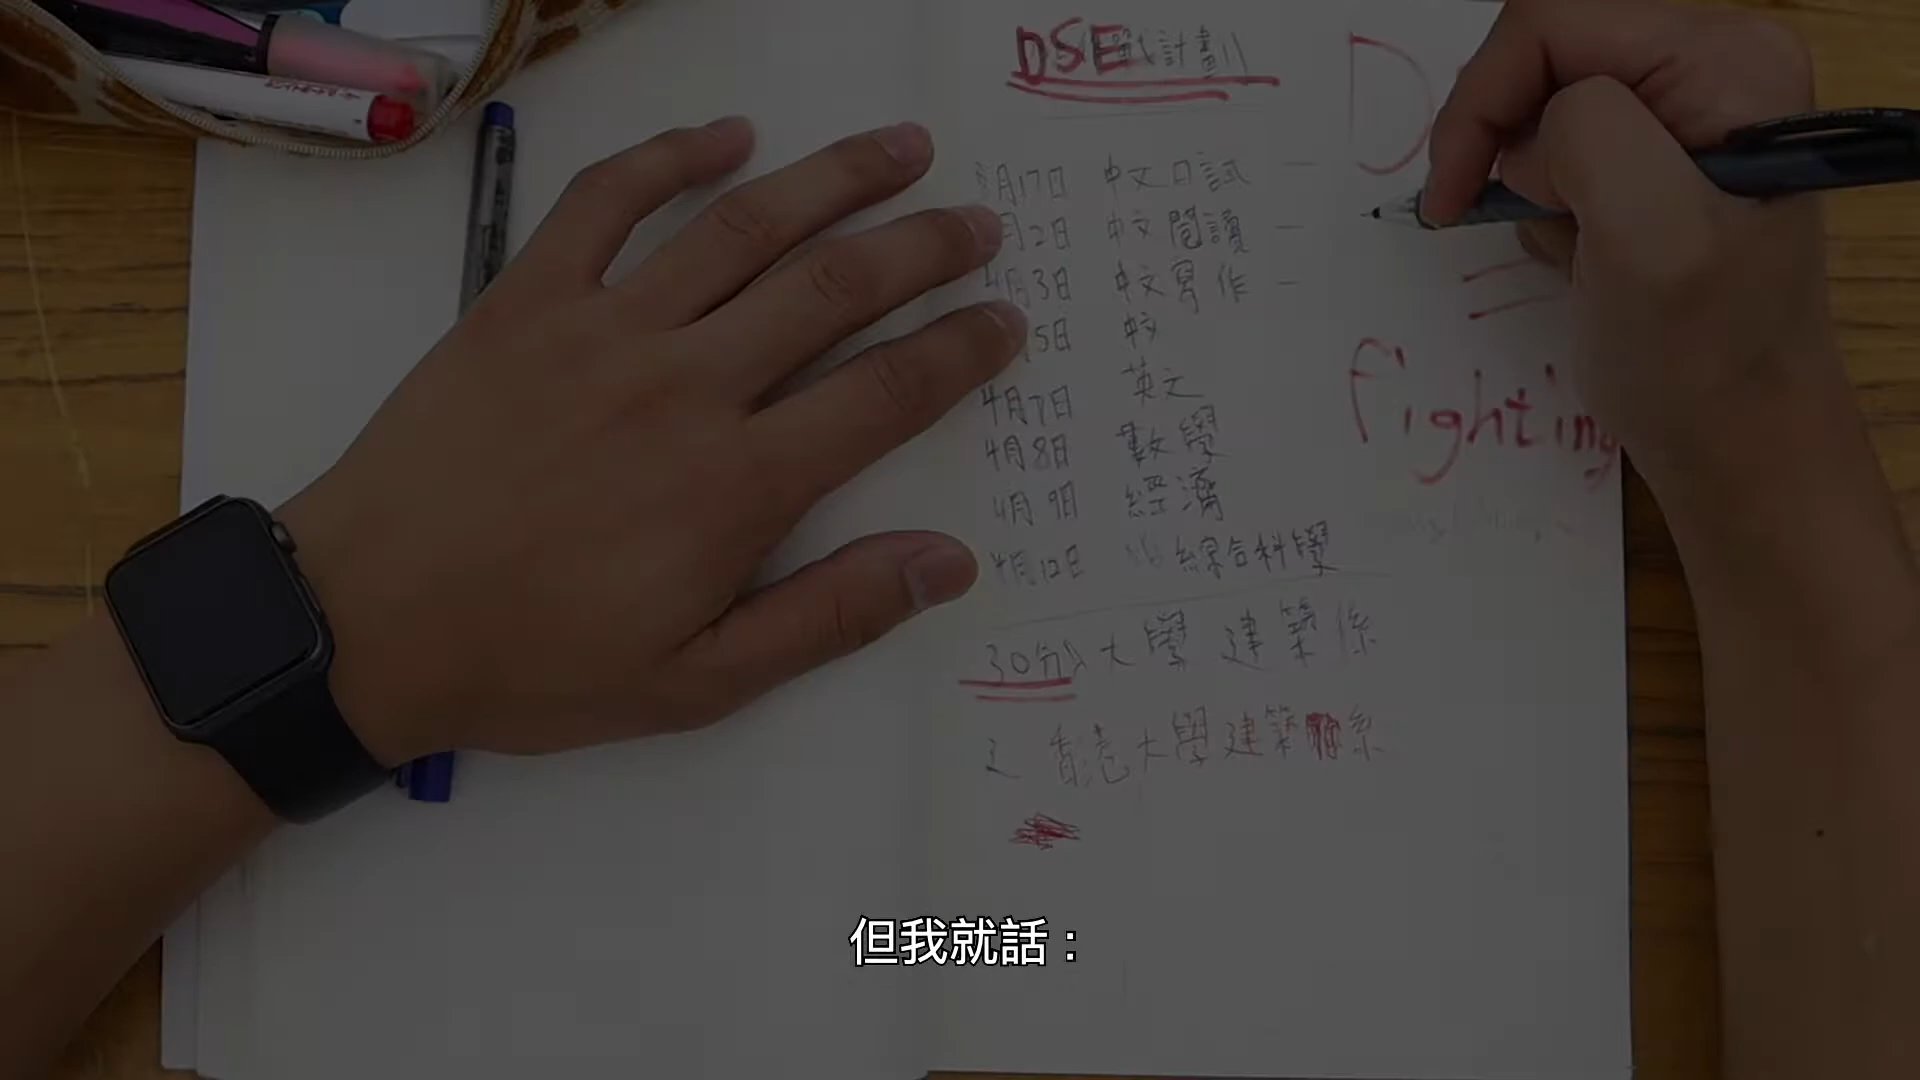 DSE 計劃
D
月17日 中文口試 —
月2日 中文閱讀 —
4月3日 中文寫作 —
5日 中文
4月7日 英文
4月8日 數學
4月9日 經濟
4月12日 綜合科學
fighting
30分 大學 建築係
香港大學建築系
但我就話：